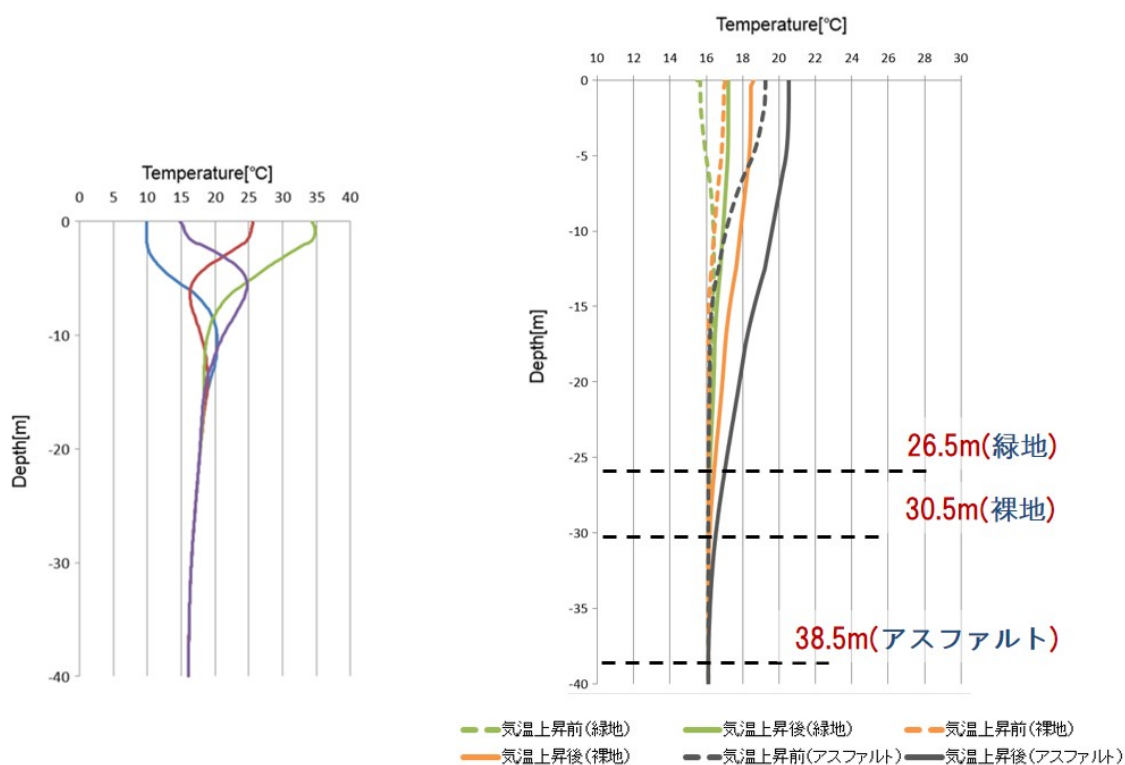 Temperature[℃]
0 5 10 15 20 25 30 35 40
0
-10
-20
-30
-40
Depth[m]
Temperature[℃]
10 12 14 16 18 20 22 24 26 28 30
0
-5
-10
-15
-20
-25
-30
-35
-40
Depth[m]
26.5m(緑地)
30.5m(裸地)
38.5m(アスファルト)
気温上昇前(緑地) 気温上昇後(緑地) 気温上昇前(裸地)
気温上昇後(裸地) 気温上昇前(アスファルト) 気温上昇後(アスファルト)